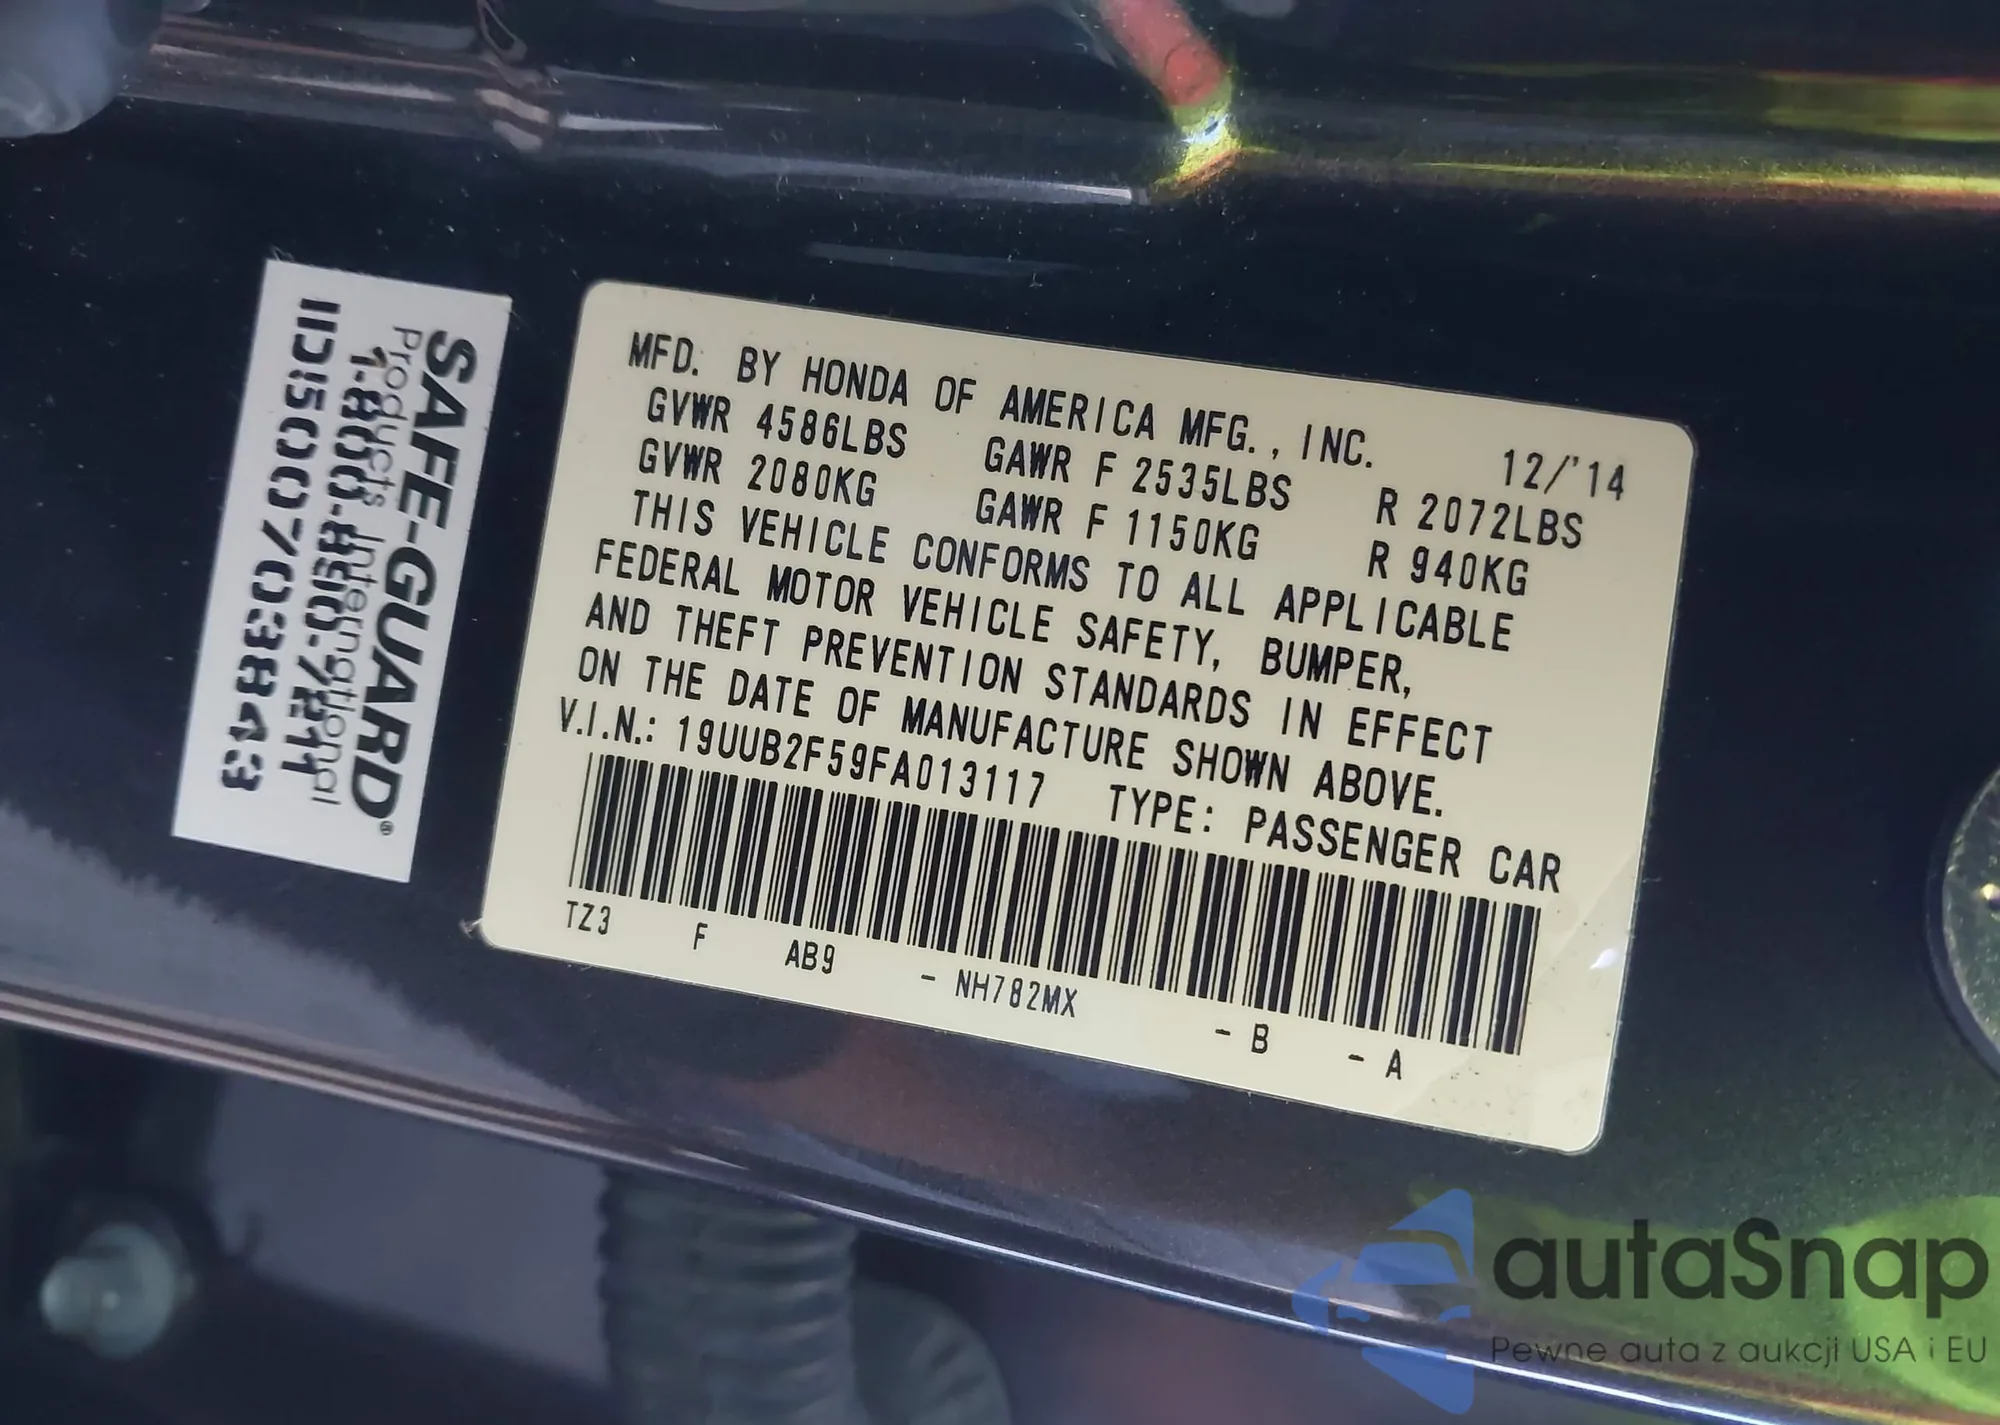 SAFE-GUARD®
Products International
1-800-890-7211
ID:500703843
MFD. BY HONDA OF AMERICA MFG., INC. 12/'14
GVWR 4586LBS GAWR F 2535LBS R 2072LBS
GVWR 2080KG GAWR F 1150KG R 940KG
THIS VEHICLE CONFORMS TO ALL APPLICABLE
FEDERAL MOTOR VEHICLE SAFETY, BUMPER,
AND THEFT PREVENTION STANDARDS IN EFFECT
ON THE DATE OF MANUFACTURE SHOWN ABOVE.
V.I.N.: 19UUB2F59FA013117 TYPE: PASSENGER CAR
TZ3 F AB9 - NH782MX - B - A
autaSnap
Pewne auta z aukcji USA i EU